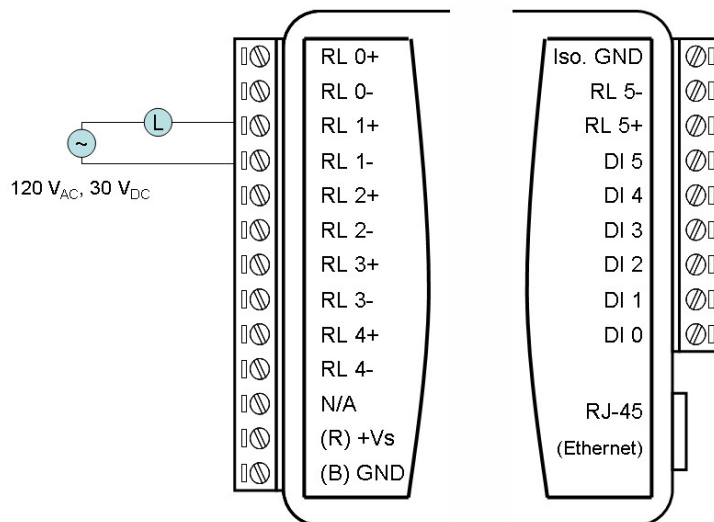 RL 0+
RL 0-
RL 1+
RL 1-
RL 2+
RL 2-
RL 3+
RL 3-
RL 4+
RL 4-
N/A
(R) +Vs
(B) GND
L
~
120 VAC, 30 VDC
Iso. GND
RL 5-
RL 5+
DI 5
DI 4
DI 3
DI 2
DI 1
DI 0
RJ-45
(Ethernet)